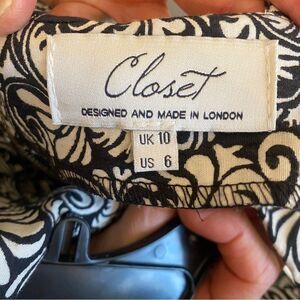 Closet
DESIGNED AND MADE IN LONDON
UK 10
US 6